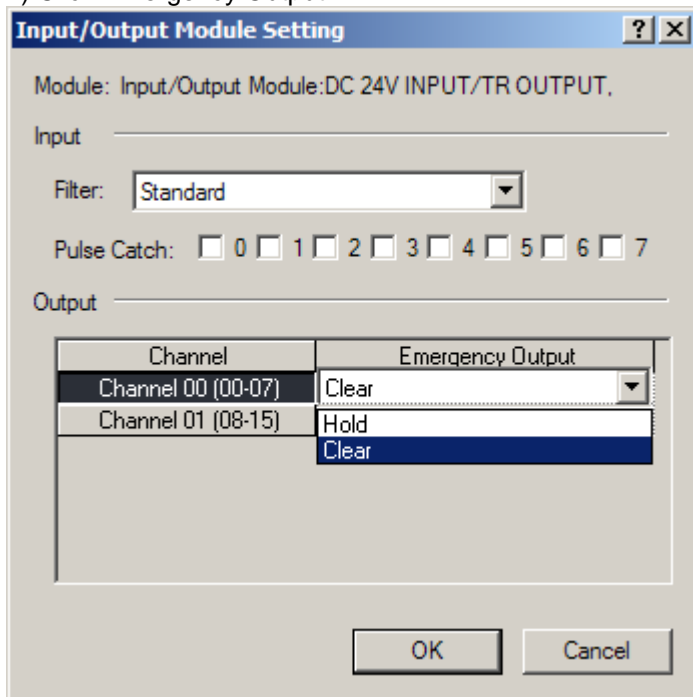 Input/Output Module Setting
Module: Input/Output Module:DC 24V INPUT/TR OUTPUT,
Input
Filter: Standard
Pulse Catch: 0 1 2 3 4 5 6 7
Output
Channel Emergency Output
Channel 00 (00-07) Clear
Channel 01 (08-15)
Hold
Clear
OK Cancel